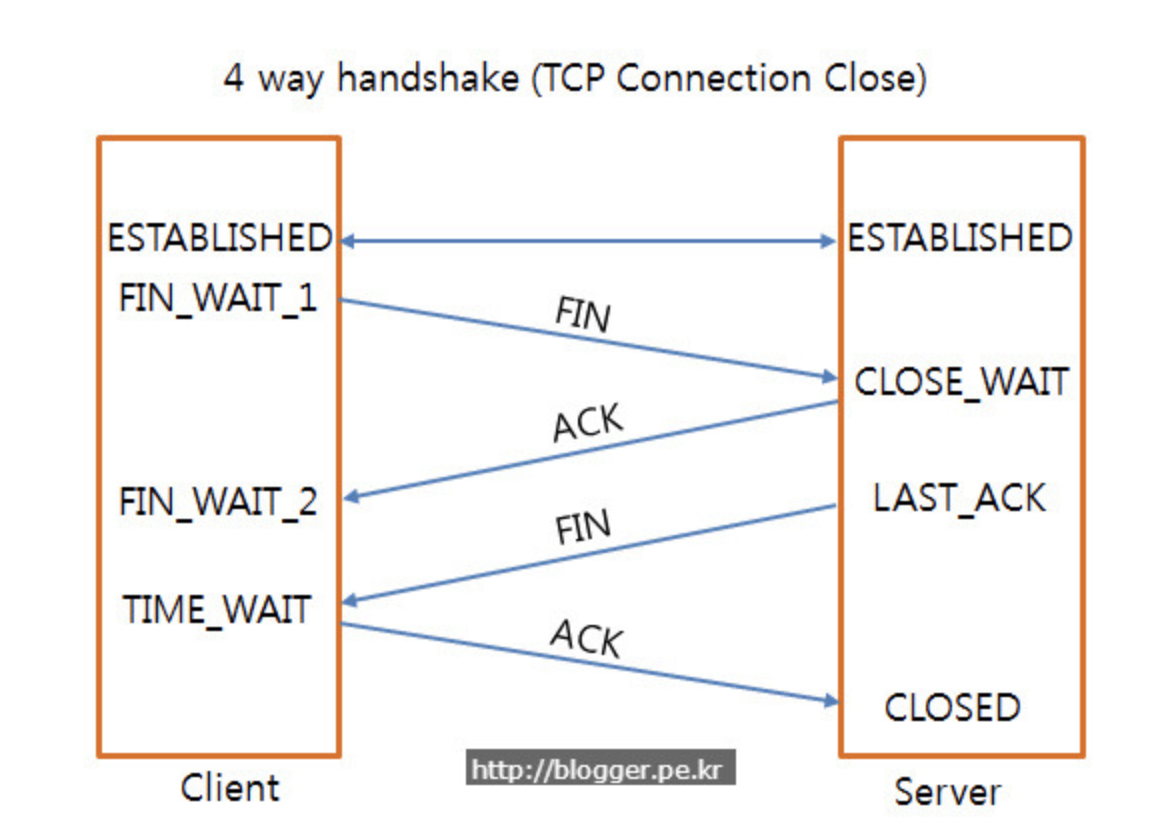 4 way handshake (TCP Connection Close)
ESTABLISHED
ESTABLISHED
FIN_WAIT_1
FIN
CLOSE_WAIT
ACK
FIN_WAIT_2
LAST_ACK
FIN
TIME_WAIT
ACK
CLOSED
http://blogger.pe.kr
Client
Server